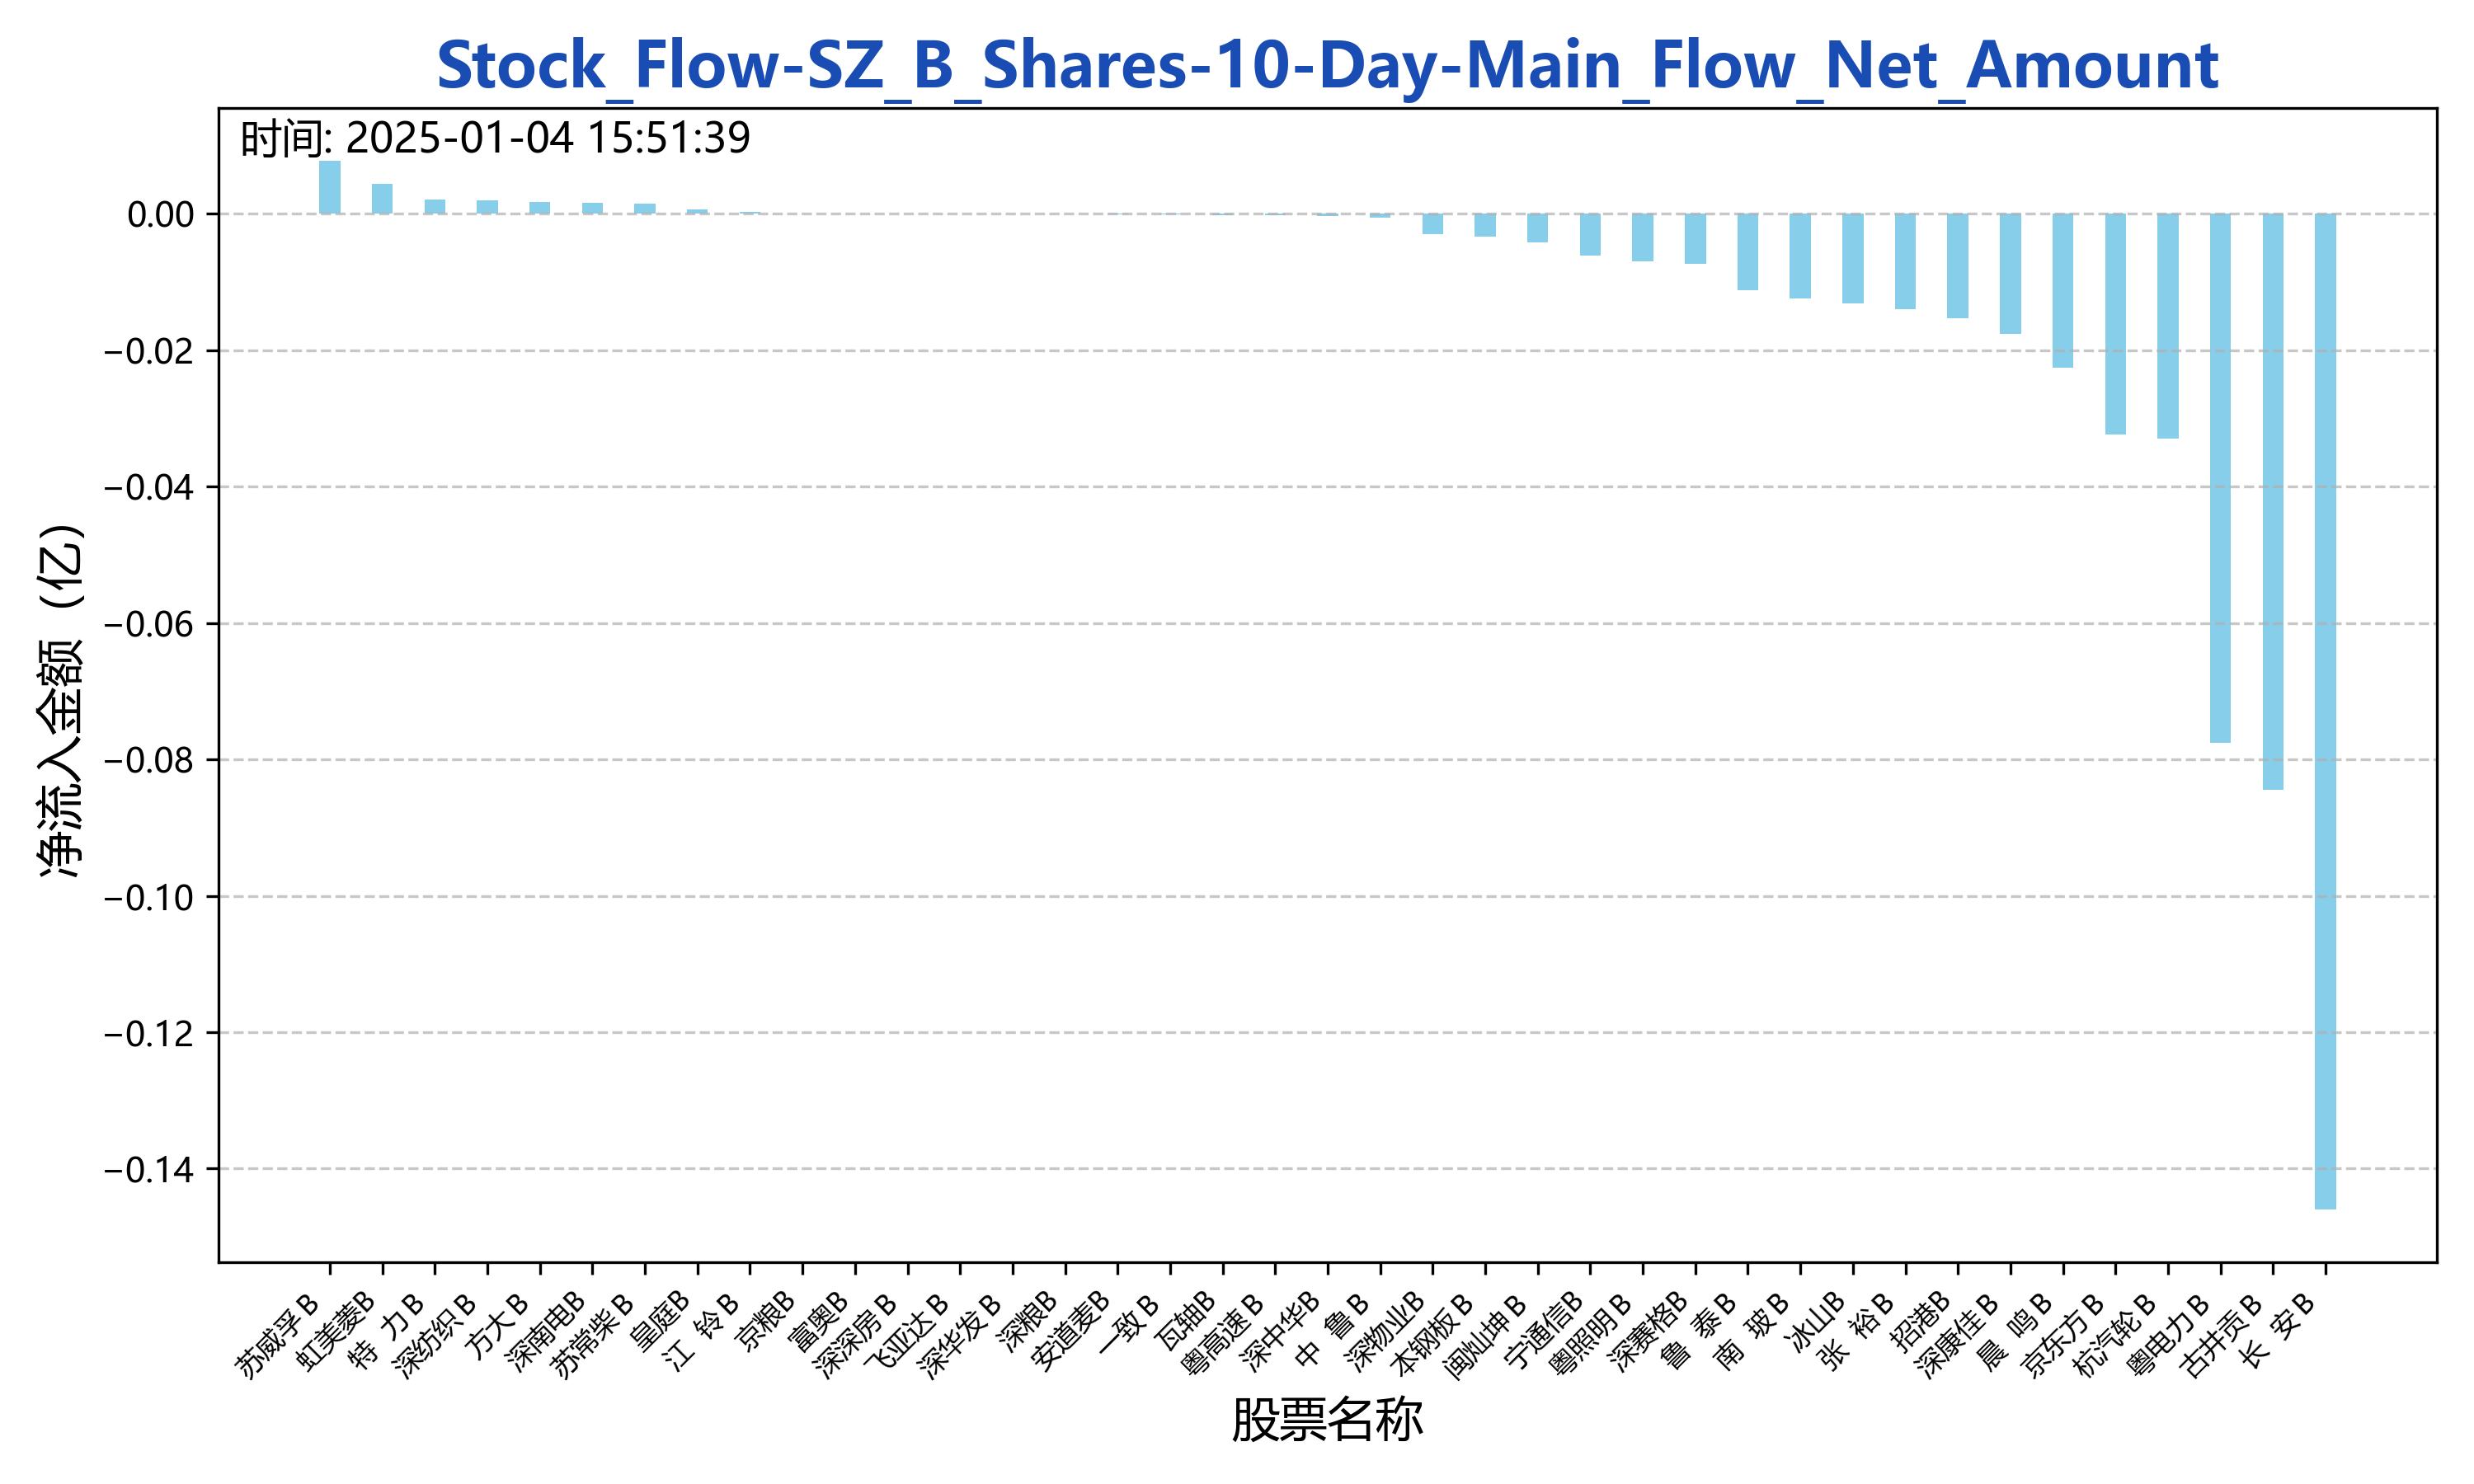 Stock_Flow-SZ_B_Shares-10-Day-Main_Flow_Net_Amount
时间: 2025-01-04 15:51:39
净流入金额（亿）
0.00
−0.02
−0.04
−0.06
−0.08
−0.10
−0.12
−0.14
苏威孚B
虹美菱B
特 力B
深纺织B
方大B
深南电B
苏常柴B
皇庭B
江 铃B
京粮B
富奥B
深深房B
飞亚达B
深华发B
深粮B
安道麦B
一致B
瓦轴B
粤高速B
深中华B
中 鲁B
深物业B
本钢板B
闽灿坤B
宁通信B
粤照明B
深赛格B
鲁 泰B
南 玻B
冰山B
张 裕B
招港B
深康佳B
晨 鸣B
京东方B
杭汽轮B
粤电力B
古井贡B
长 安B
股票名称